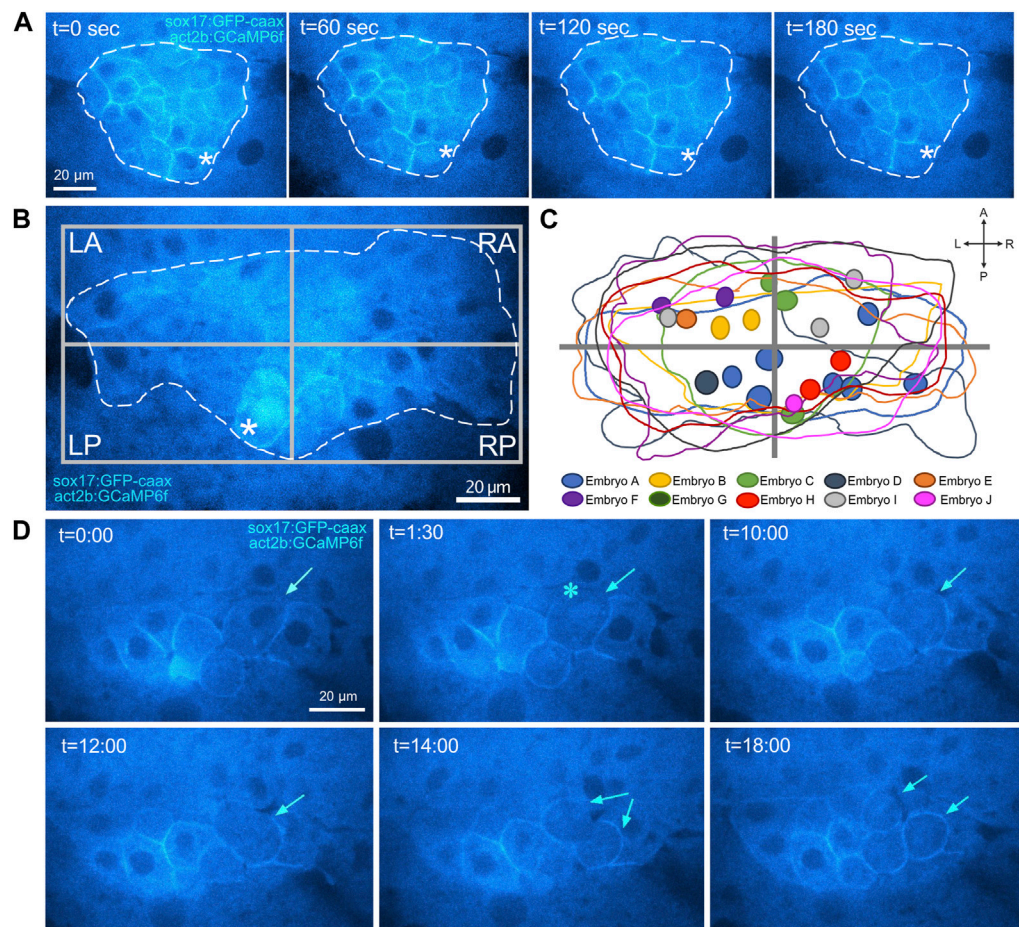 A
sox17:GFP-caax
act2b:GCaMP6f
t=0 sec
t=60 sec
t=120 sec
t=180 sec
*
*
*
*
20 μm
B
LA
RA
LP
RP
*
sox17:GFP-caax
act2b:GCaMP6f
20 μm
C
A
L
R
P
Embryo A
Embryo B
Embryo C
Embryo D
Embryo E
Embryo F
Embryo G
Embryo H
Embryo I
Embryo J
D
t=0:00
sox17:GFP-caax
act2b:GCaMP6f
20 μm
t=1:30
*
t=10:00
t=12:00
t=14:00
t=18:00